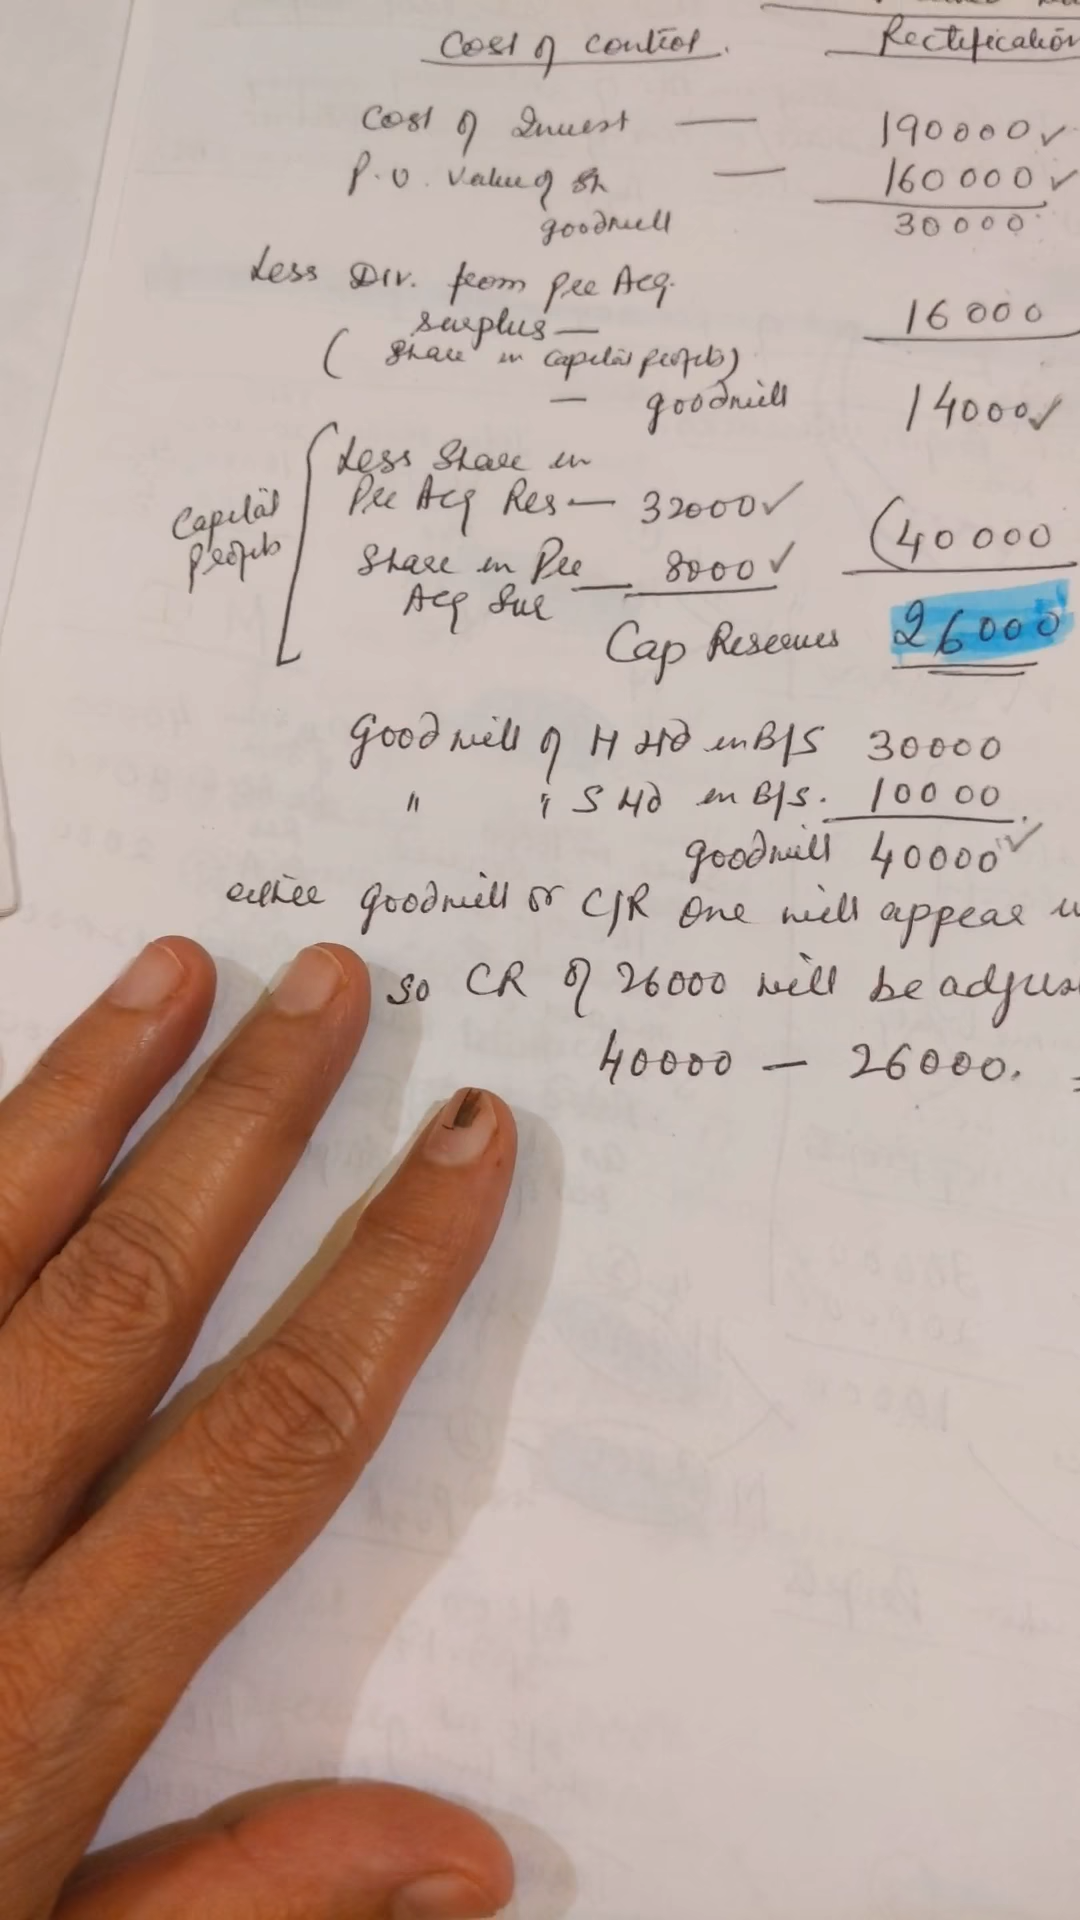 Cost of control.
Rectification
Cost of Invest — 190000 ✓
P.U. Value of Sh — 160000 ✓
goodwill 30000
Less Div. from Pre Acq.
Surplus — 16000
(Share in capital profits)
— goodwill 14000 ✓
Less Share in
Pre Acq Res — 32000 ✓
Capital Profits
(40000
Share in Pre Acq Sur — 8000 ✓
Cap Reserves 26000
Goodwill of H Ltd in B/S 30000
" " S Ltd in B/S. 10000
goodwill 40000 ✓
either goodwill or C/R One will appear
so CR of 26000 will be
40000 — 26000. =